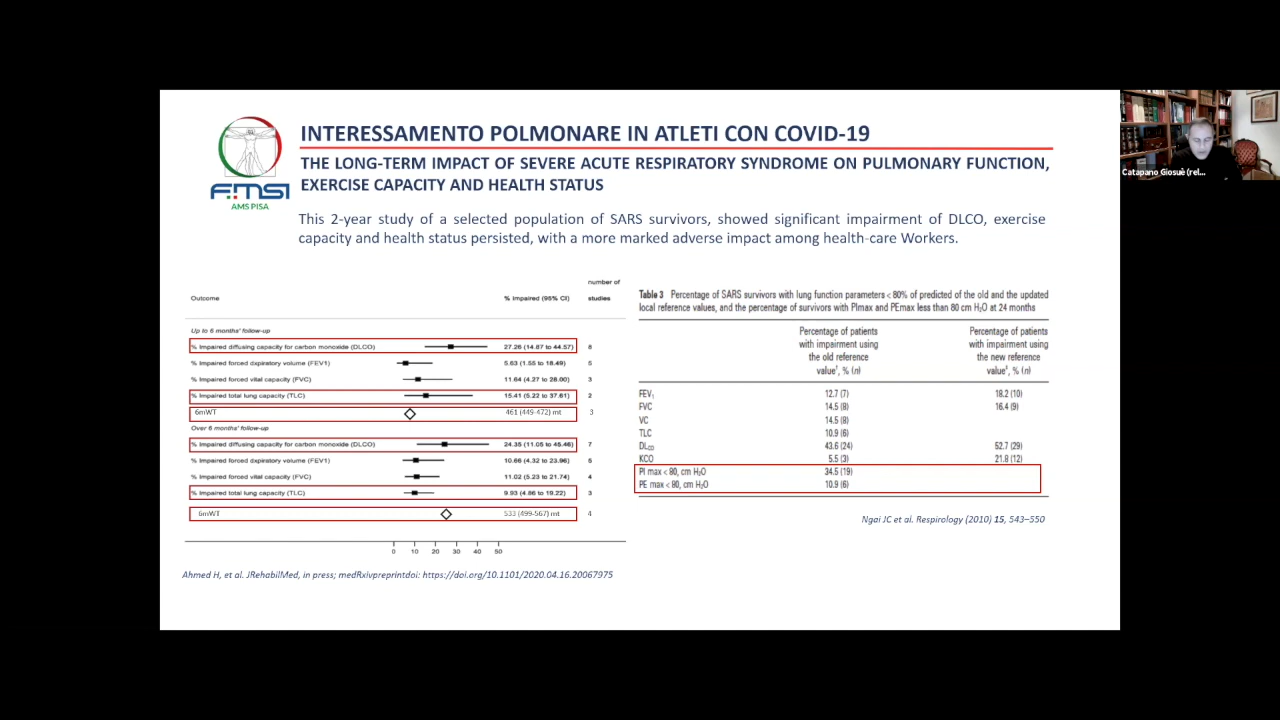 INTERESSAMENTO POLMONARE IN ATLETI CON COVID-19
THE LONG-TERM IMPACT OF SEVERE ACUTE RESPIRATORY SYNDROME ON PULMONARY FUNCTION,
EXERCISE CAPACITY AND HEALTH STATUS
FMSI
AMS PISA
This 2-year study of a selected population of SARS survivors, showed significant impairment of DLCO, exercise
capacity and health status persisted, with a more marked adverse impact among health-care Workers.
Catapano Giosuè (rel...
number of
Outcome % Impaired (95% CI) studies
Up to 6 months' follow-up
% Impaired diffusing capacity for carbon monoxide (DLCO) 27.26 (14.87 to 44.57) 8
% Impaired forced dxpiratory volume (FEV1) 5.63 (1.55 to 18.49) 5
% Impaired forced vital capacity (FVC) 11.64 (4.27 to 28.00) 3
% Impaired total lung capacity (TLC) 15.41 (5.22 to 37.61) 2
6mWT 461 (449-472) mt 3
Over 6 months' follow-up
% Impaired diffusing capacity for carbon monoxide (DLCO) 24.35 (11.05 to 45.46) 7
% Impaired forced dxpiratory volume (FEV1) 10.66 (4.32 to 23.96) 5
% Impaired forced vital capacity (FVC) 11.02 (5.23 to 21.74) 4
% Impaired total lung capacity (TLC) 9.93 (4.86 to 19.22) 3
6mWT 533 (499-567) mt 4
0 10 20 30 40 50
Ahmed H, et al. JRehabilMed, in press; medRxivpreprintdoi: https://doi.org/10.1101/2020.04.16.20067975
Table 3 Percentage of SARS survivors with lung function parameters < 80% of predicted of the old and the updated
local reference values, and the percentage of survivors with PImax and PEmax less than 80 cm H₂O at 24 months
Percentage of patients Percentage of patients
with impairment using with impairment using
the old reference the new reference
value†, % (n) value‡, % (n)
FEV₁ 12.7 (7) 18.2 (10)
FVC 14.5 (8) 16.4 (9)
VC 14.5 (8)
TLC 10.9 (6)
DLCO 43.6 (24) 52.7 (29)
KCO 5.5 (3) 21.8 (12)
PI max < 80, cm H₂O 34.5 (19)
PE max < 80, cm H₂O 10.9 (6)
Ngai JC et al. Respirology (2010) 15, 543–550